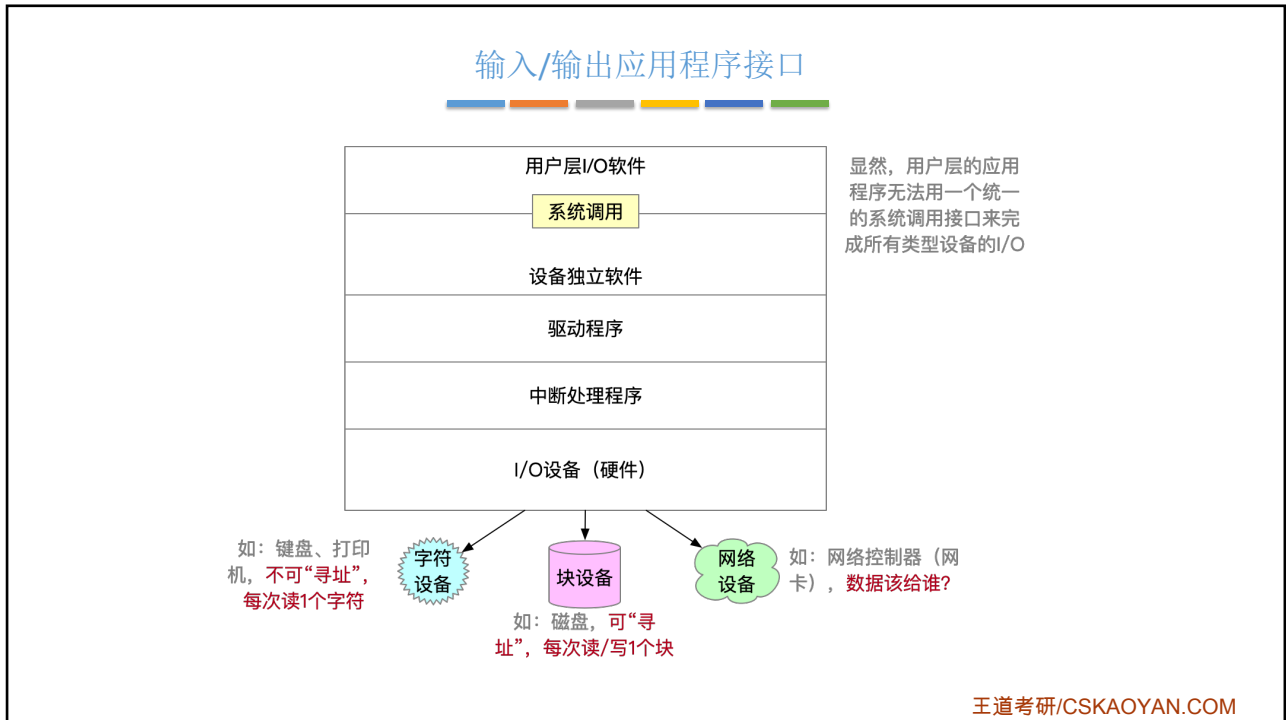 输入/输出应用程序接口
用户层I/O软件
系统调用
设备独立软件
驱动程序
中断处理程序
I/O设备（硬件）
显然，用户层的应用
程序无法用一个统一
的系统调用接口来完
成所有类型设备的I/O
如：键盘、打印
机，不可“寻址”，
每次读1个字符
字符
设备
块设备
如：磁盘，可“寻
址”，每次读/写1个块
网络
设备
如：网络控制器（网
卡），数据该给谁？
王道考研/CSKAOYAN.COM